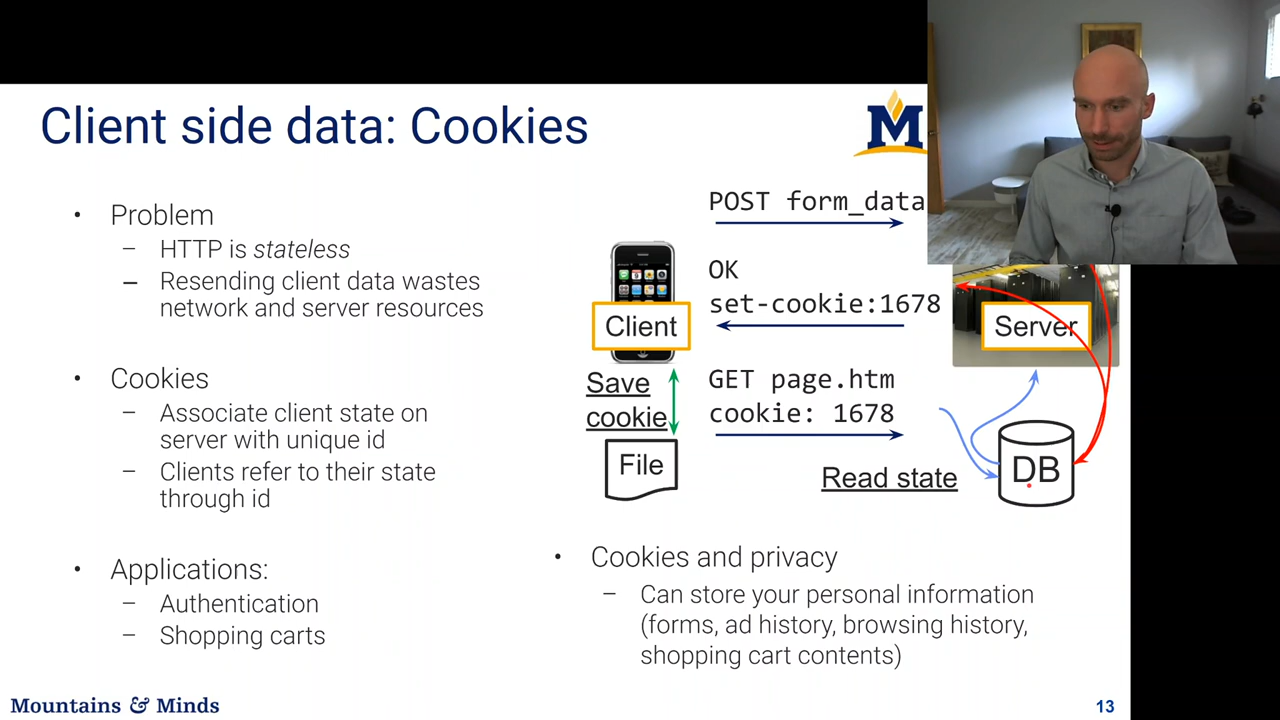 Client side data: Cookies
M
• Problem
– HTTP is stateless
– Resending client data wastes
network and server resources
• Cookies
– Associate client state on
server with unique id
– Clients refer to their state
through id
• Applications:
– Authentication
– Shopping carts
POST form_data
OK
set-cookie:1678
Client
Server
Save
cookie
GET page.htm
cookie: 1678
File
Read state
DB
• Cookies and privacy
– Can store your personal information
(forms, ad history, browsing history,
shopping cart contents)
Mountains & Minds
13